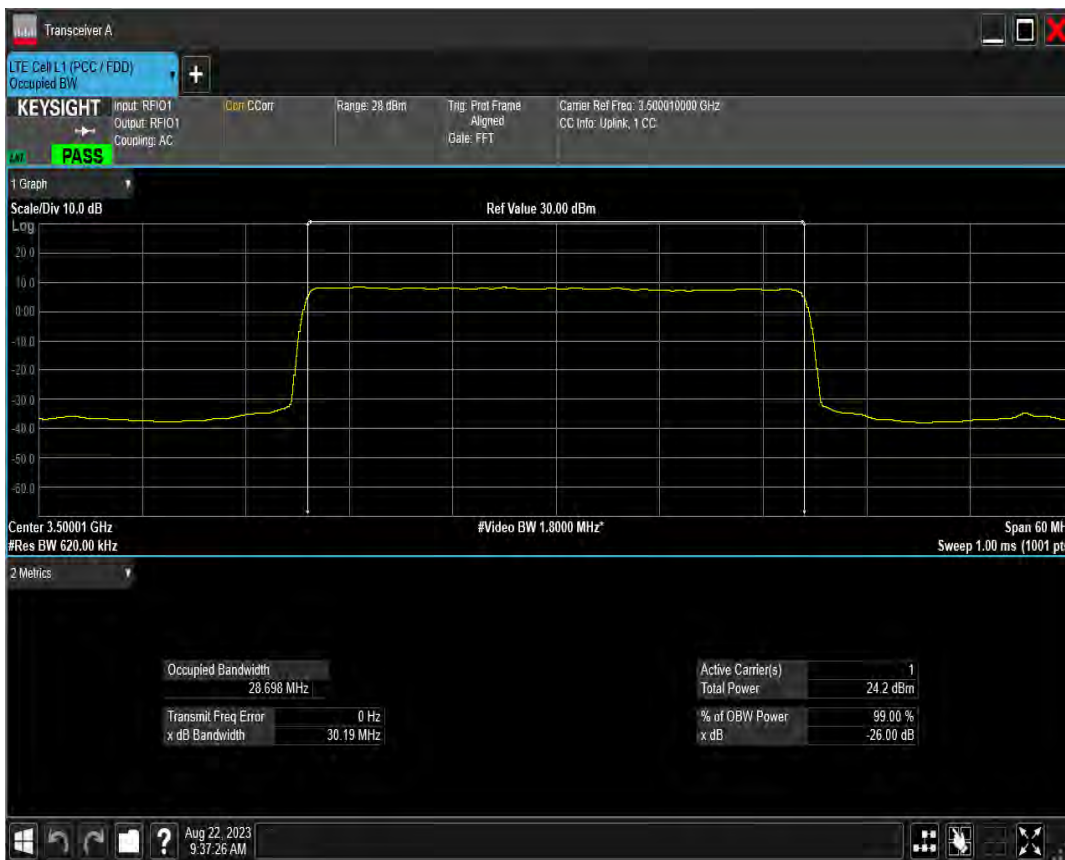 Transceiver A
LTE Cell L1 (PCC / FDD)
Occupied BW
+
KEYSIGHT
Input: RFIO1
Output: RFIO1
Coupling: AC
Corr CCorr
Range: 28 dBm
Trig: Prot Frame
Aligned
Gate: FFT
Carrier Ref Freq: 3.500010000 GHz
CC Info: Uplink, 1 CC
PASS
1 Graph
Scale/Div 10.0 dB
Ref Value 30.00 dBm
Log
20.0
10.0
0.00
-10.0
-20.0
-30.0
-40.0
-50.0
-60.0
Center 3.50001 GHz
#Video BW 1.8000 MHz*
Span 60 MH
#Res BW 620.00 kHz
Sweep 1.00 ms (1001 pt
2 Metrics
Occupied Bandwidth
28.698 MHz
Transmit Freq Error 0 Hz
x dB Bandwidth 30.19 MHz
Active Carrier(s) 1
Total Power 24.2 dBm
% of OBW Power 99.00 %
x dB -26.00 dB
?
Aug 22, 2023
9:37:26 AM